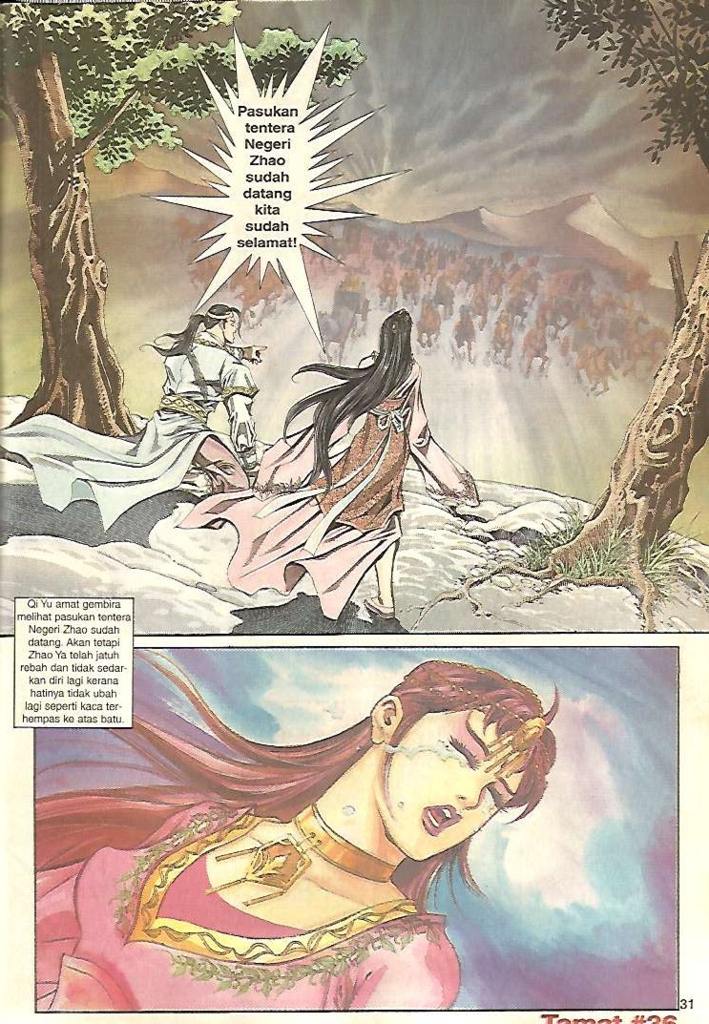 Pasukan
tentera
Negeri
Zhao
sudah
datang
kita
sudah
selamat!
Qi Yu amat gembira
melihat pasukan tentera
Negeri Zhao sudah
datang. Akan tetapi
Zhao Ya telah jatuh
rebah dan tidak sedar-
kan diri lagi kerana
hatinya tidak ubah
lagi seperti kaca ter-
hempas ke atas batu.
31
Tamat #36